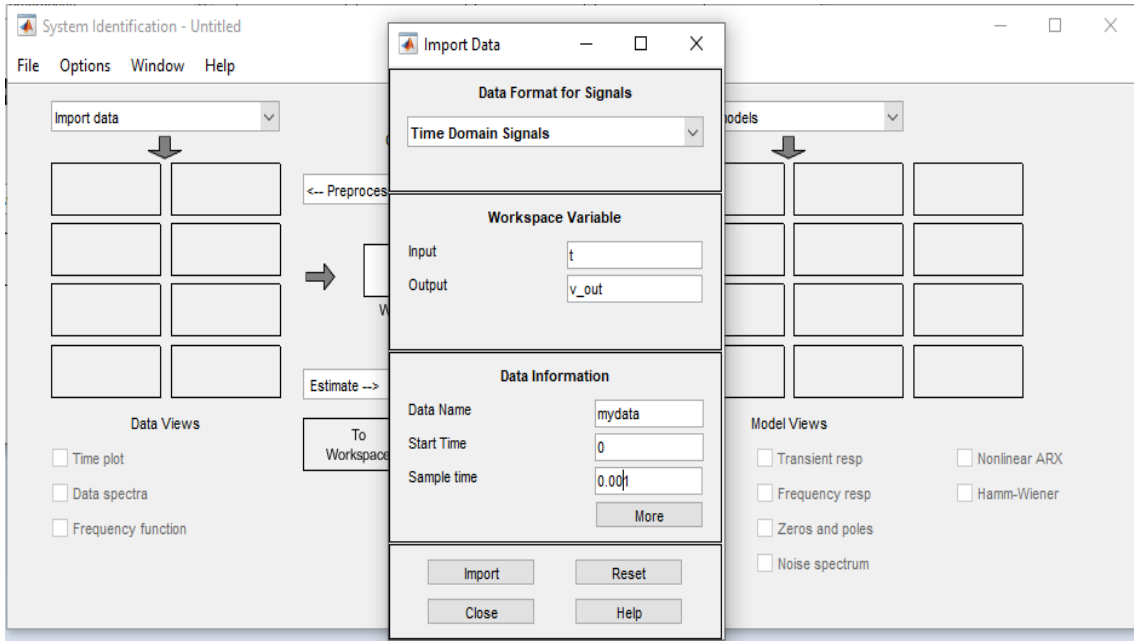 System Identification - Untitled
File Options Window Help
Import data
<-- Preproces
Estimate -->
To
Workspace
Data Views
Time plot
Data spectra
Frequency function
Import Data
Data Format for Signals
Time Domain Signals
Workspace Variable
Input t
Output v_out
Data Information
Data Name mydata
Start Time 0
Sample time 0.001
More
Import Reset
Close Help
Model Views
Transient resp Nonlinear ARX
Frequency resp Hamm-Wiener
Zeros and poles
Noise spectrum